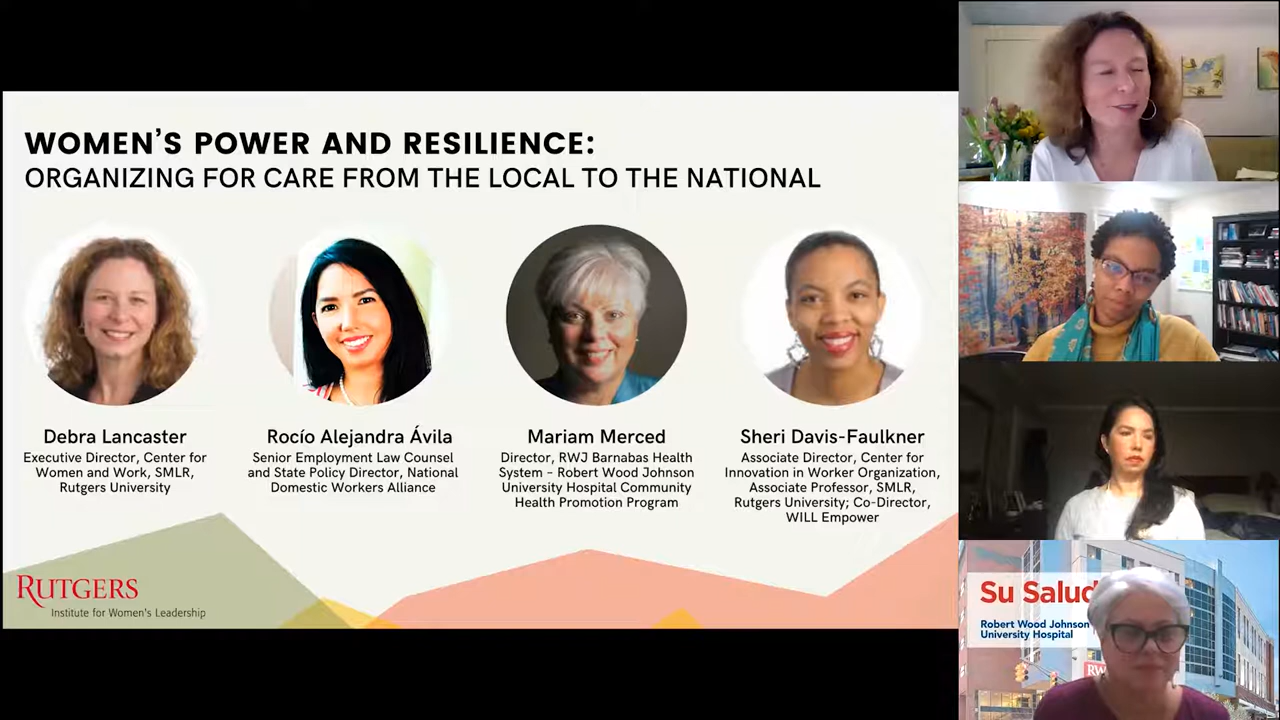 WOMEN'S POWER AND RESILIENCE:
ORGANIZING FOR CARE FROM THE LOCAL TO THE NATIONAL
Debra Lancaster
Executive Director, Center for
Women and Work, SMLR,
Rutgers University
Rocío Alejandra Ávila
Senior Employment Law Counsel
and State Policy Director, National
Domestic Workers Alliance
Mariam Merced
Director, RWJ Barnabas Health
System – Robert Wood Johnson
University Hospital Community
Health Promotion Program
Sheri Davis-Faulkner
Associate Director, Center for
Innovation in Worker Organization,
Associate Professor, SMLR,
Rutgers University; Co-Director,
WILL Empower
RUTGERS
Institute for Women's Leadership
Su Salud
Robert Wood Johnson
University Hospital
RW